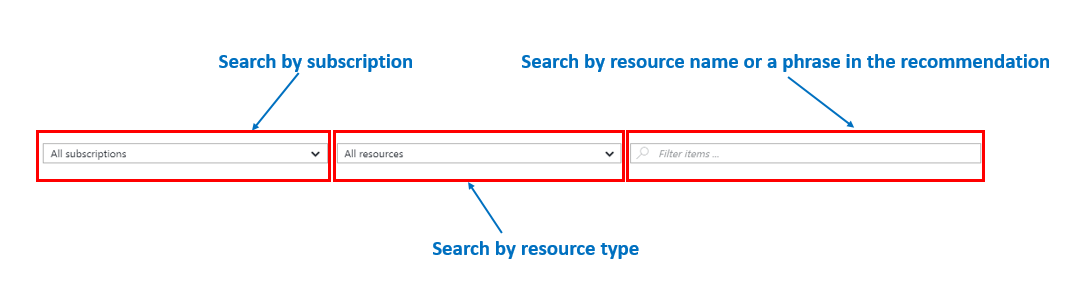 Search by subscription
Search by resource name or a phrase in the recommendation
All subscriptions
All resources
Filter items ...
Search by resource type